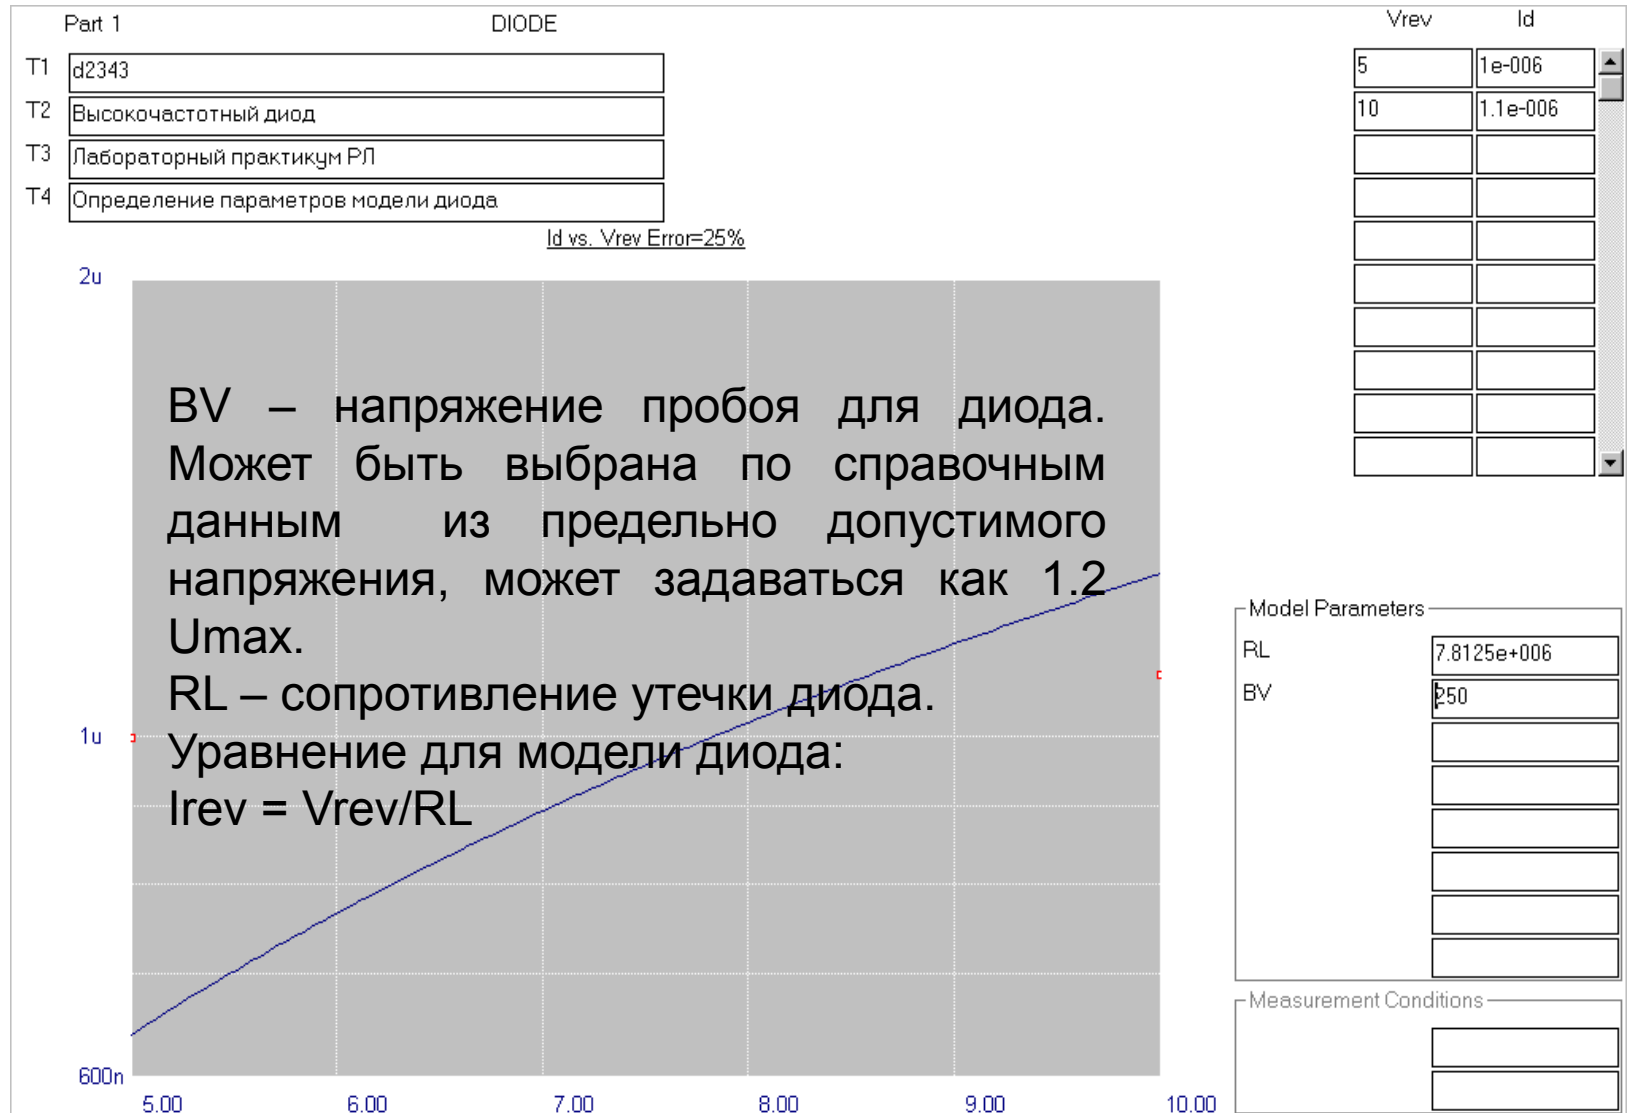 Part 1 DIODE Vrev Id
T1 d2343 5 1e-006
T2 Высокочастотный диод 10 1.1e-006
T3 Лабораторный практикум РЛ
T4 Определение параметров модели диода
Id vs. Vrev Error=25%
2u
BV – напряжение пробоя для диода.
Может быть выбрана по справочным
данным из предельно допустимого
напряжения, может задаваться как 1.2
Umax.
RL – сопротивление утечки диода.
1u Уравнение для модели диода:
Irev = Vrev/RL
600n
5.00 6.00 7.00 8.00 9.00 10.00
Model Parameters
RL 7.8125e+006
BV 250
Measurement Conditions